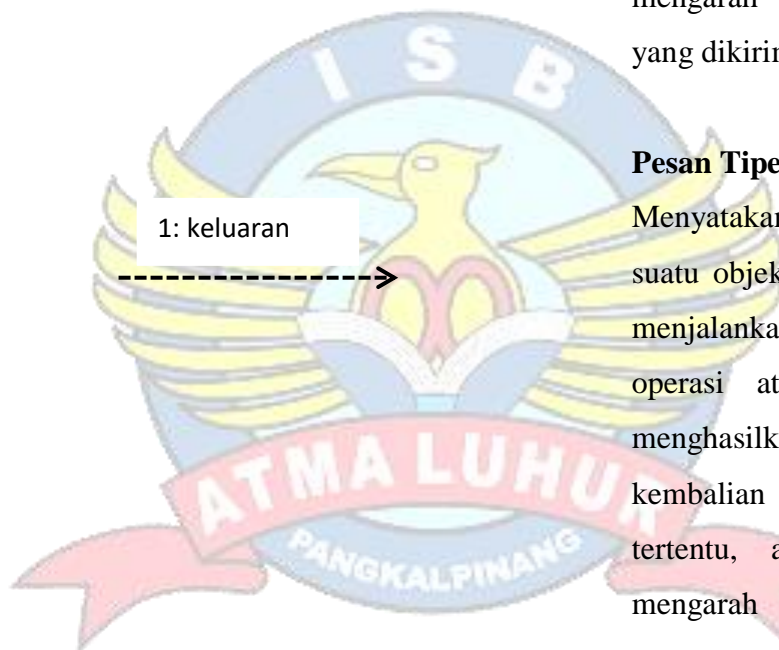 mengarah
yang dikirim
Pesan Tipe
Menyatakan
1: keluaran
suatu objek
menjalanka
operasi at
menghasilk
kembalian
tertentu, a
mengarah
I S B
ATMA LUHUR
PANGKALPINANG